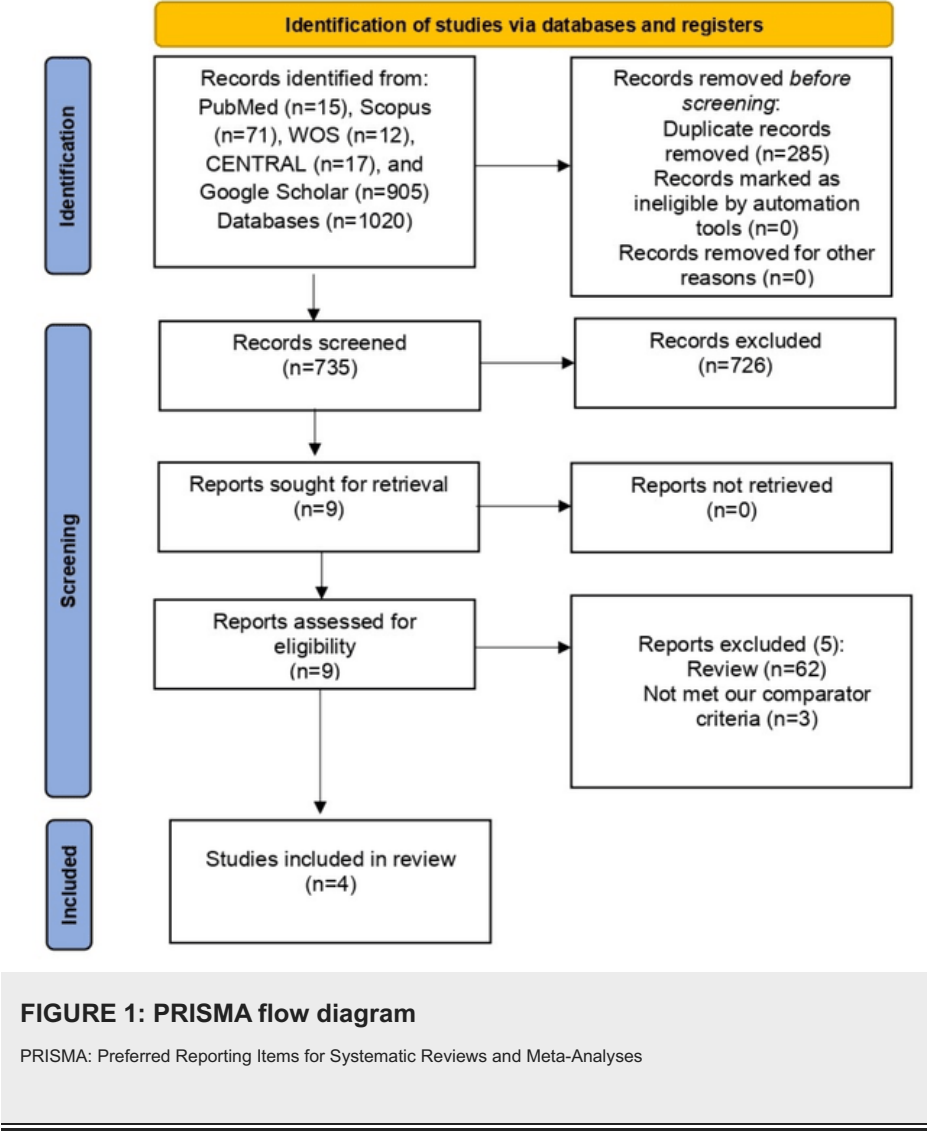 Identification of studies via databases and registers
Identification
Records identified from:
PubMed (n=15), Scopus
(n=71), WOS (n=12),
CENTRAL (n=17), and
Google Scholar (n=905)
Databases (n=1020)
Records removed before
screening:
Duplicate records
removed (n=285)
Records marked as
ineligible by automation
tools (n=0)
Records removed for other
reasons (n=0)
Screening
Records screened
(n=735)
Records excluded
(n=726)
Reports sought for retrieval
(n=9)
Reports not retrieved
(n=0)
Reports assessed for
eligibility
(n=9)
Reports excluded (5):
Review (n=62)
Not met our comparator
criteria (n=3)
Included
Studies included in review
(n=4)
FIGURE 1: PRISMA flow diagram
PRISMA: Preferred Reporting Items for Systematic Reviews and Meta-Analyses